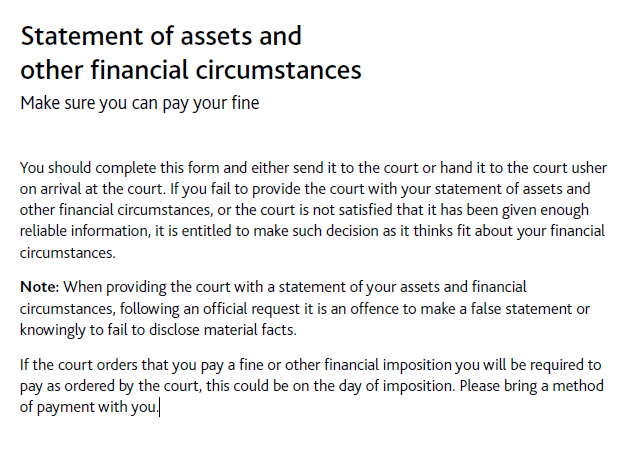 Statement of assets and
other financial circumstances
Make sure you can pay your fine
You should complete this form and either send it to the court or hand it to the court usher
on arrival at the court. If you fail to provide the court with your statement of assets and
other financial circumstances, or the court is not satisfied that it has been given enough
reliable information, it is entitled to make such decision as it thinks fit about your financial
circumstances.
Note: When providing the court with a statement of your assets and financial
circumstances, following an official request it is an offence to make a false statement or
knowingly to fail to disclose material facts.
If the court orders that you pay a fine or other financial imposition you will be required to
pay as ordered by the court, this could be on the day of imposition. Please bring a method
of payment with you.